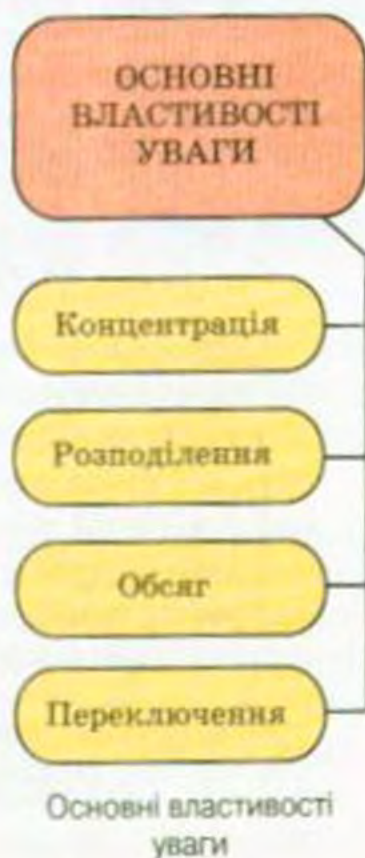 ОСНОВНІ
ВЛАСТИВОСТІ
УВАГИ
Концентрація
Розподілення
Обсяг
Переключення
Основні властивості
уваги